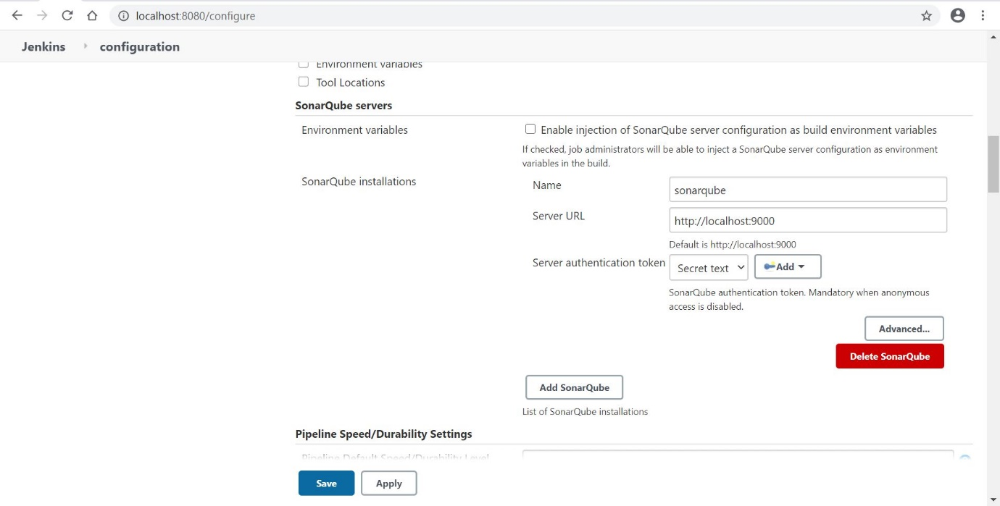 localhost:8080/configure
Jenkins configuration
Environment variables
Tool Locations
SonarQube servers
Environment variables
Enable injection of SonarQube server configuration as build environment variables
If checked, job administrators will be able to inject a SonarQube server configuration as environment
variables in the build.
SonarQube installations
Name
sonarqube
Server URL
http://localhost:9000
Default is http://localhost:9000
Server authentication token
Secret text
Add
SonarQube authentication token. Mandatory when anonymous
access is disabled.
Advanced...
Delete SonarQube
Add SonarQube
List of SonarQube installations
Pipeline Speed/Durability Settings
Pipeline Default Speed/Durability Level
Save
Apply